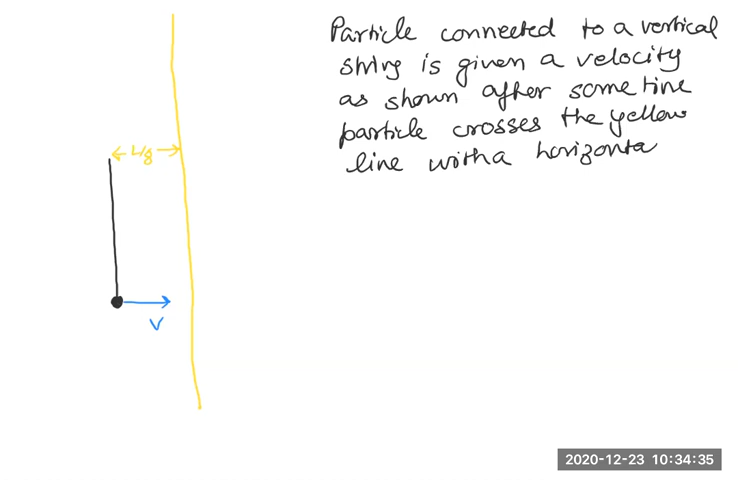 Particle connected to a vertical
string is given a velocity
as shown after some time
particle crosses the yellow
line with a horizonta
← L/8 →
V
2020-12-23 10:34:35